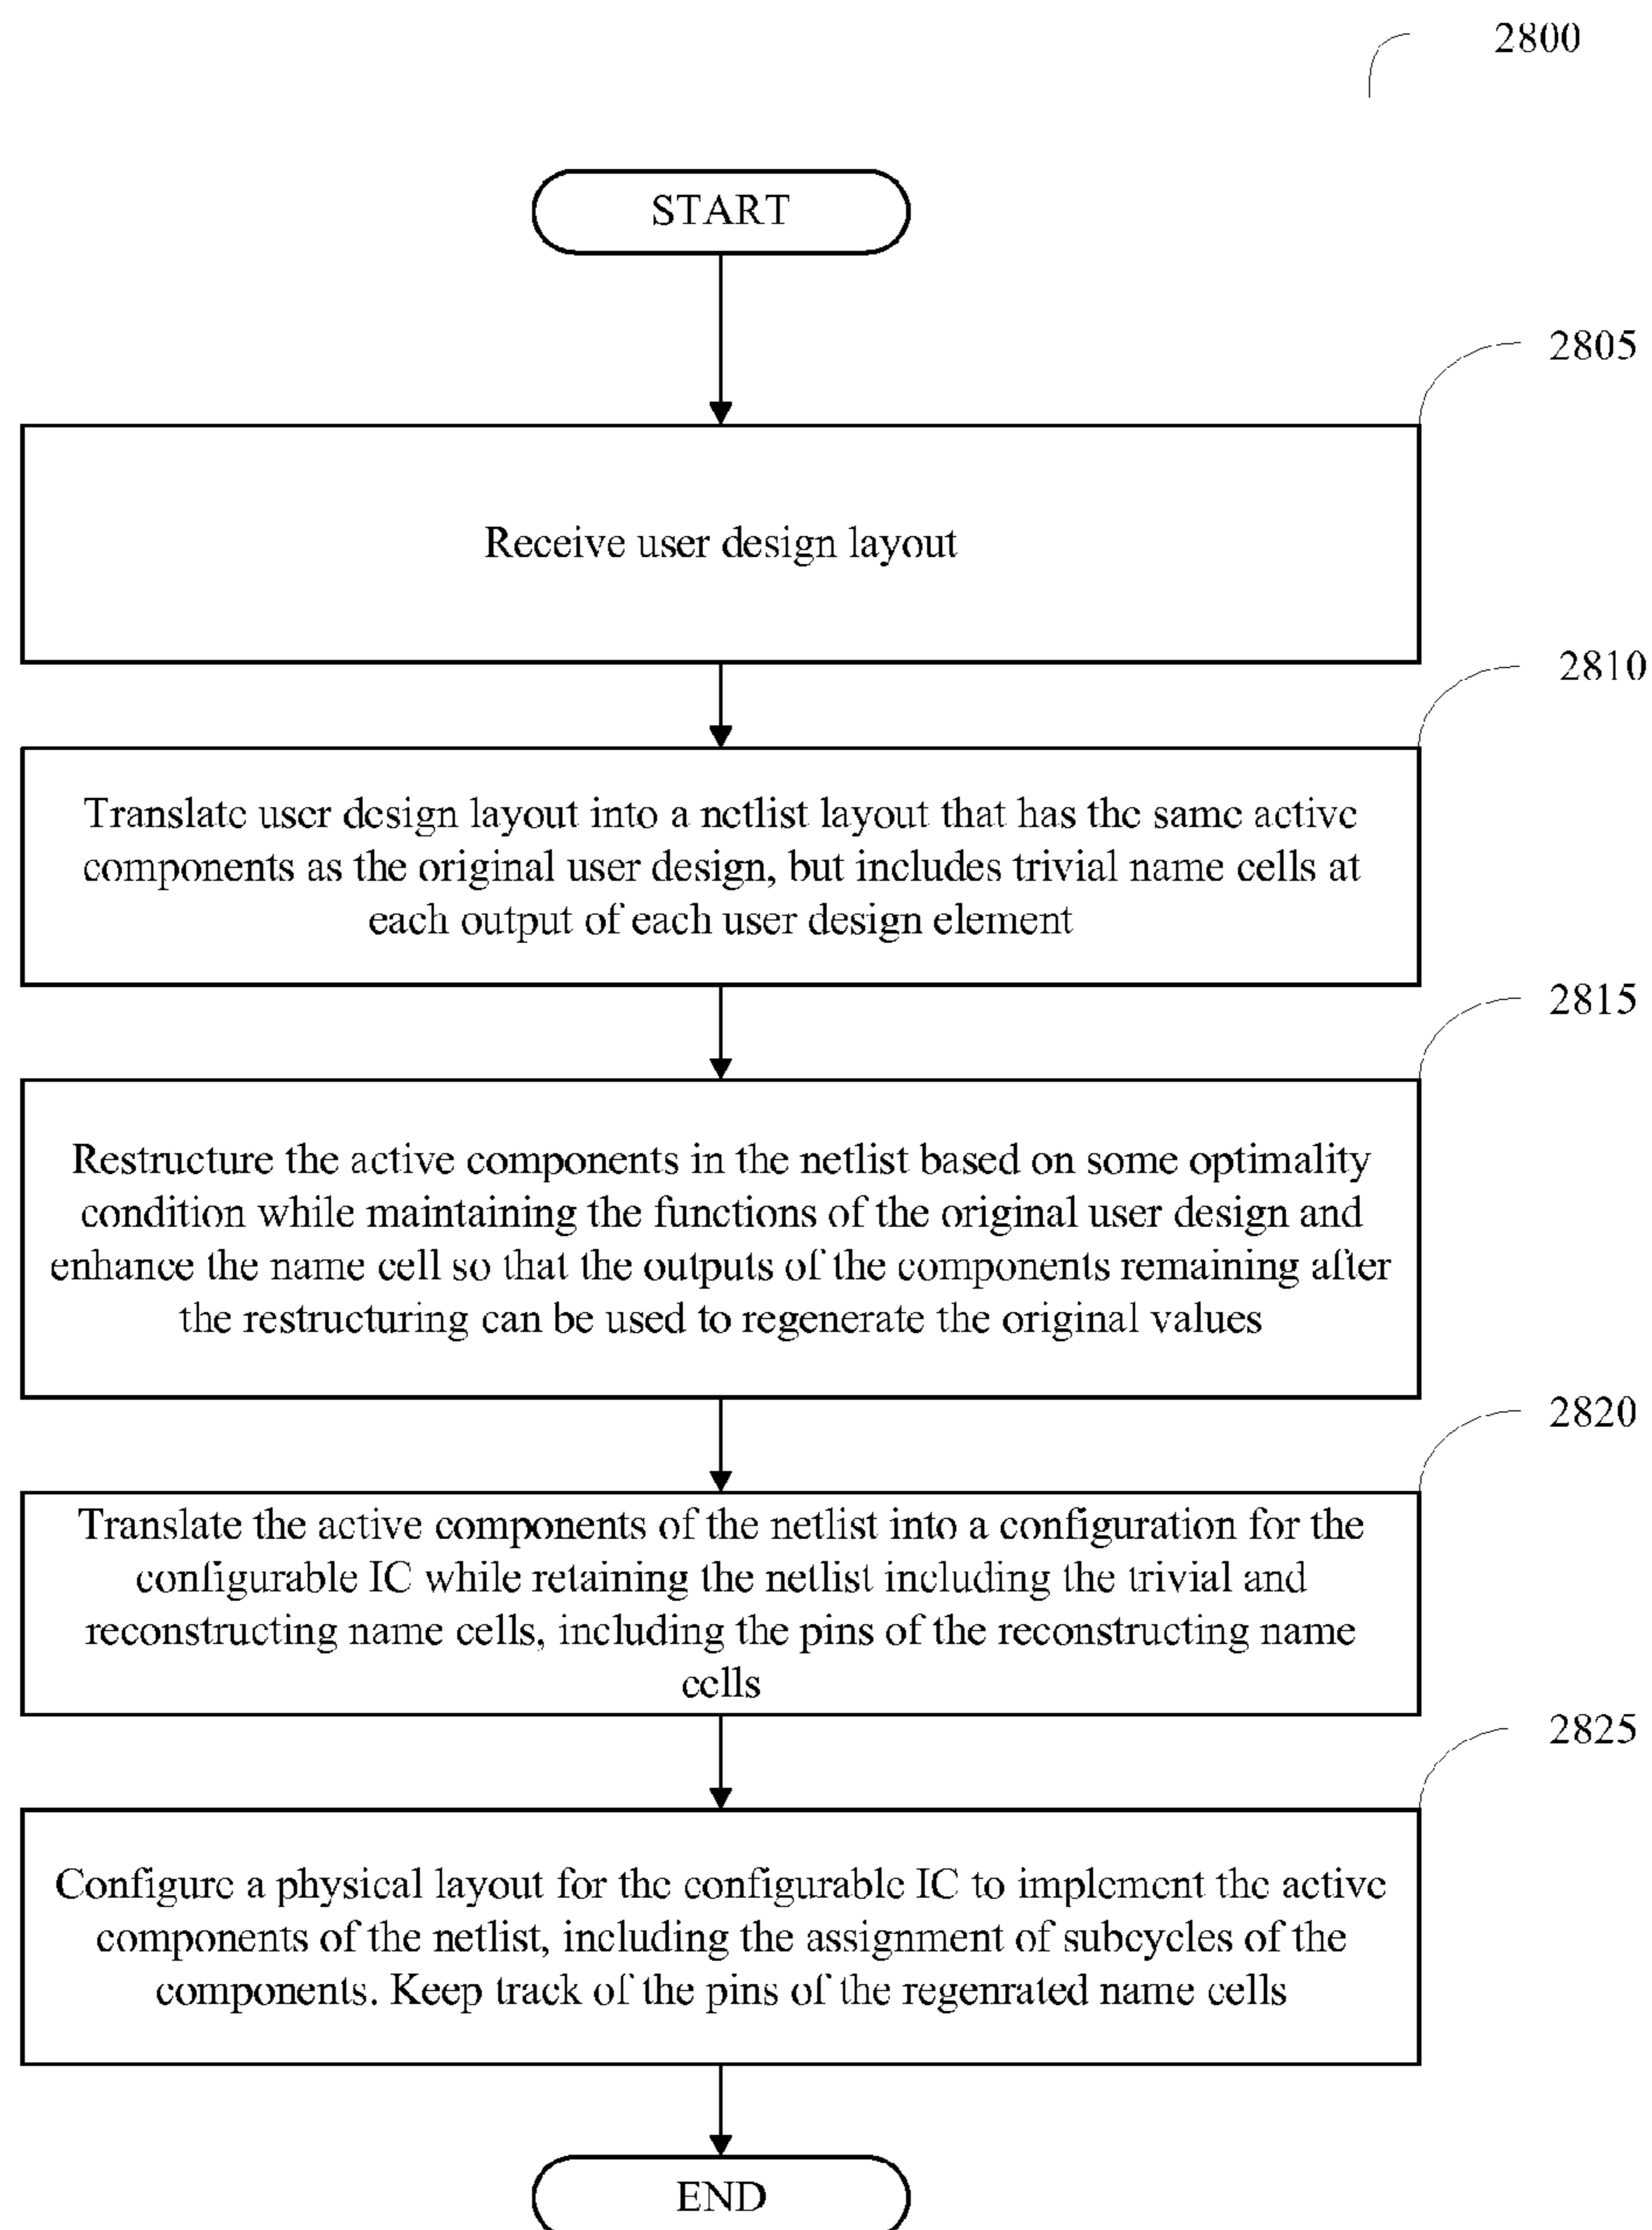 2800
START
2805
Receive user design layout
2810
Translate user design layout into a netlist layout that has the same active
components as the original user design, but includes trivial name cells at
each output of each user design element
2815
Restructure the active components in the netlist based on some optimality
condition while maintaining the functions of the original user design and
enhance the name cell so that the outputs of the components remaining after
the restructuring can be used to regenerate the original values
2820
Translate the active components of the netlist into a configuration for the
configurable IC while retaining the netlist including the trivial and
reconstructing name cells, including the pins of the reconstructing name
cells
2825
Configure a physical layout for the configurable IC to implement the active
components of the netlist, including the assignment of subcycles of the
components. Keep track of the pins of the regenrated name cells
END